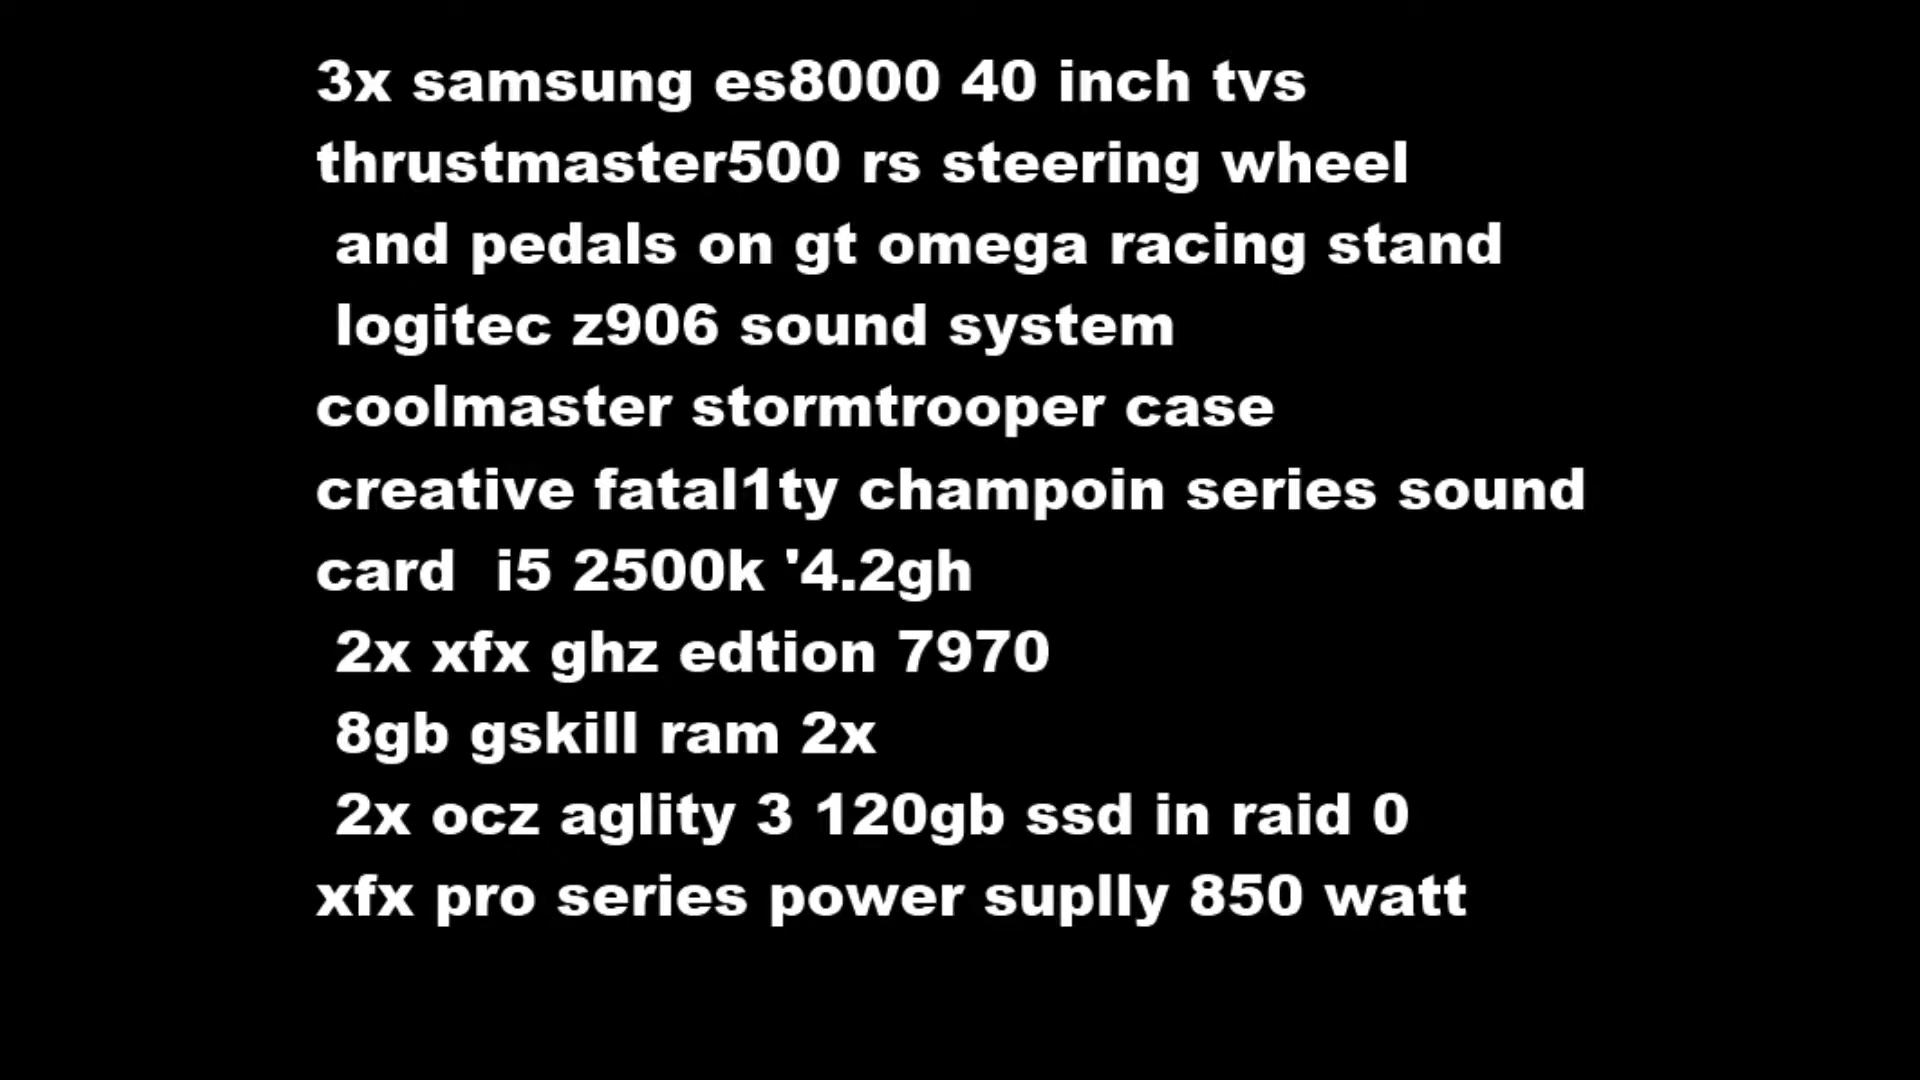 3x samsung es8000 40 inch tvs
thrustmaster500 rs steering wheel
and pedals on gt omega racing stand
logitec z906 sound system
coolmaster stormtrooper case
creative fatal1ty champoin series sound
card  i5 2500k '4.2gh
2x xfx ghz edtion 7970
8gb gskill ram 2x
2x ocz aglity 3 120gb ssd in raid 0
xfx pro series power suplly 850 watt